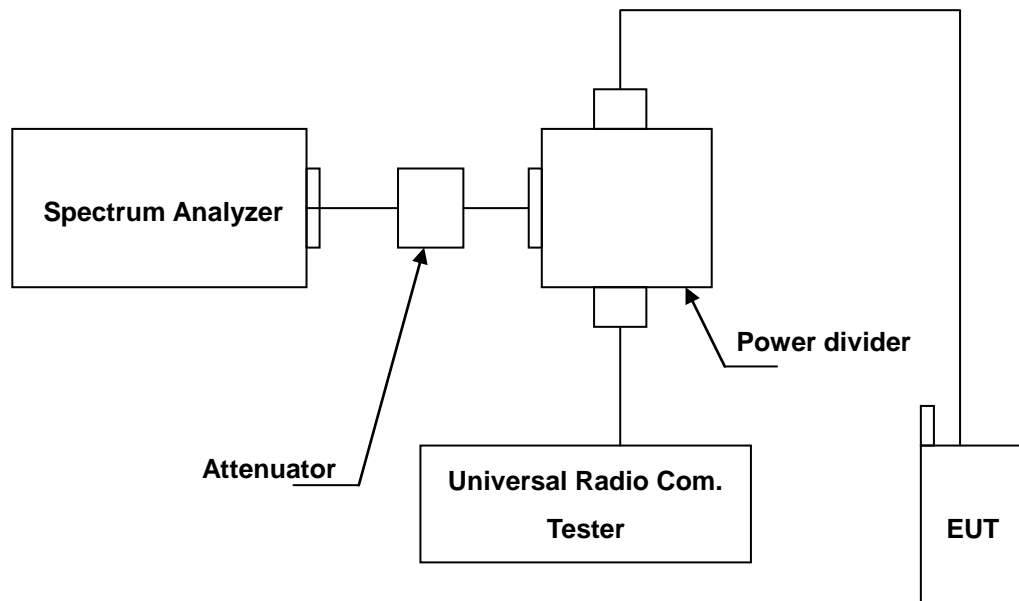 Spectrum Analyzer
Power divider
Attenuator
Universal Radio Com.
Tester
EUT